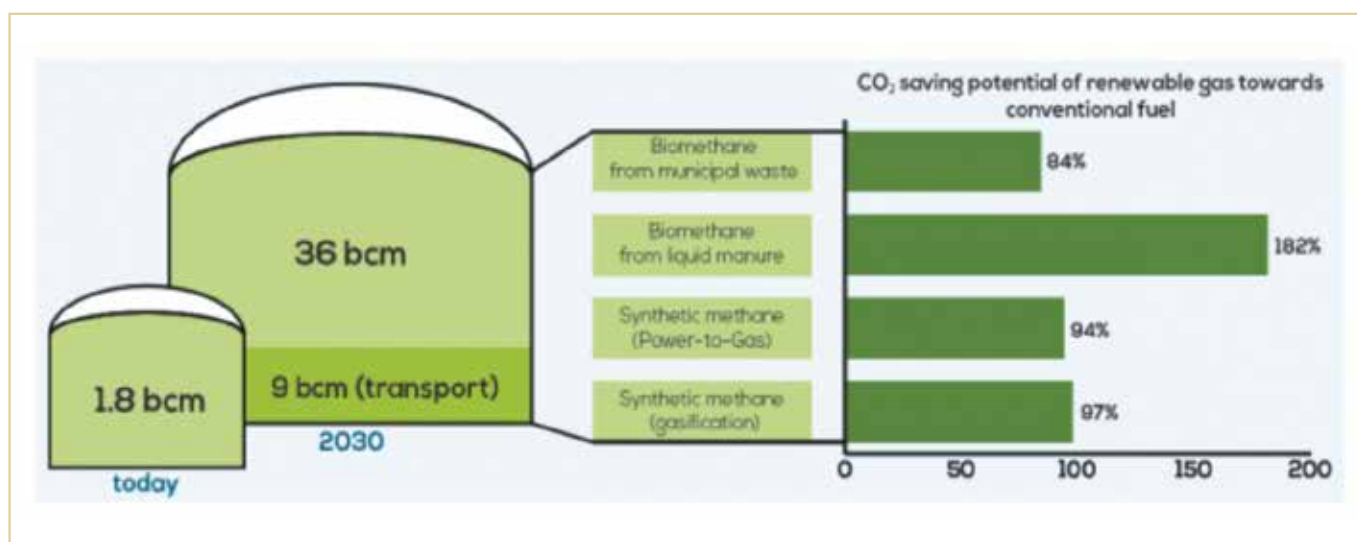 CO₂ saving potential of renewable gas towards
conventional fuel
36 bcm
9 bcm (transport)
2030
1.8 bcm
today
Biomethane
from municipal waste
84%
Biomethane
from liquid manure
182%
Synthetic methane
(Power-to-Gas)
94%
Synthetic methane
(gasification)
97%
0 50 100 150 200